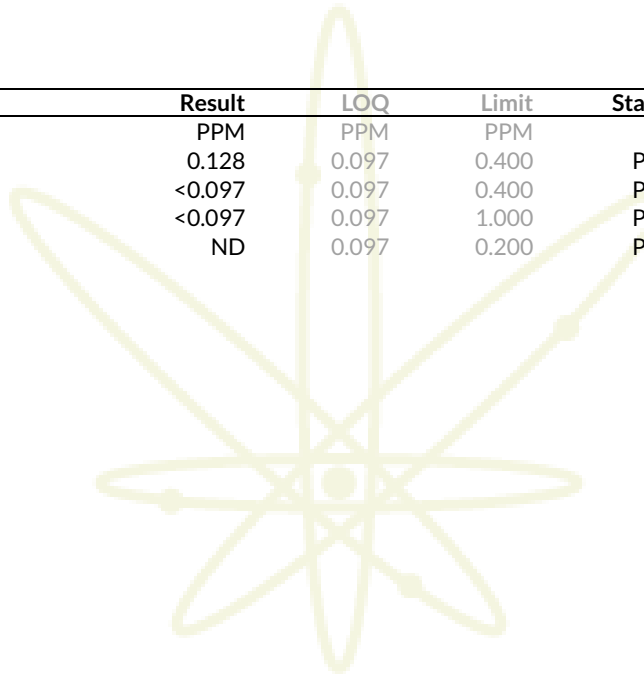 Result LOQ Limit Sta
PPM PPM PPM
0.128 0.097 0.400 P
<0.097 0.097 0.400 P
<0.097 0.097 1.000 P
ND 0.097 0.200 P